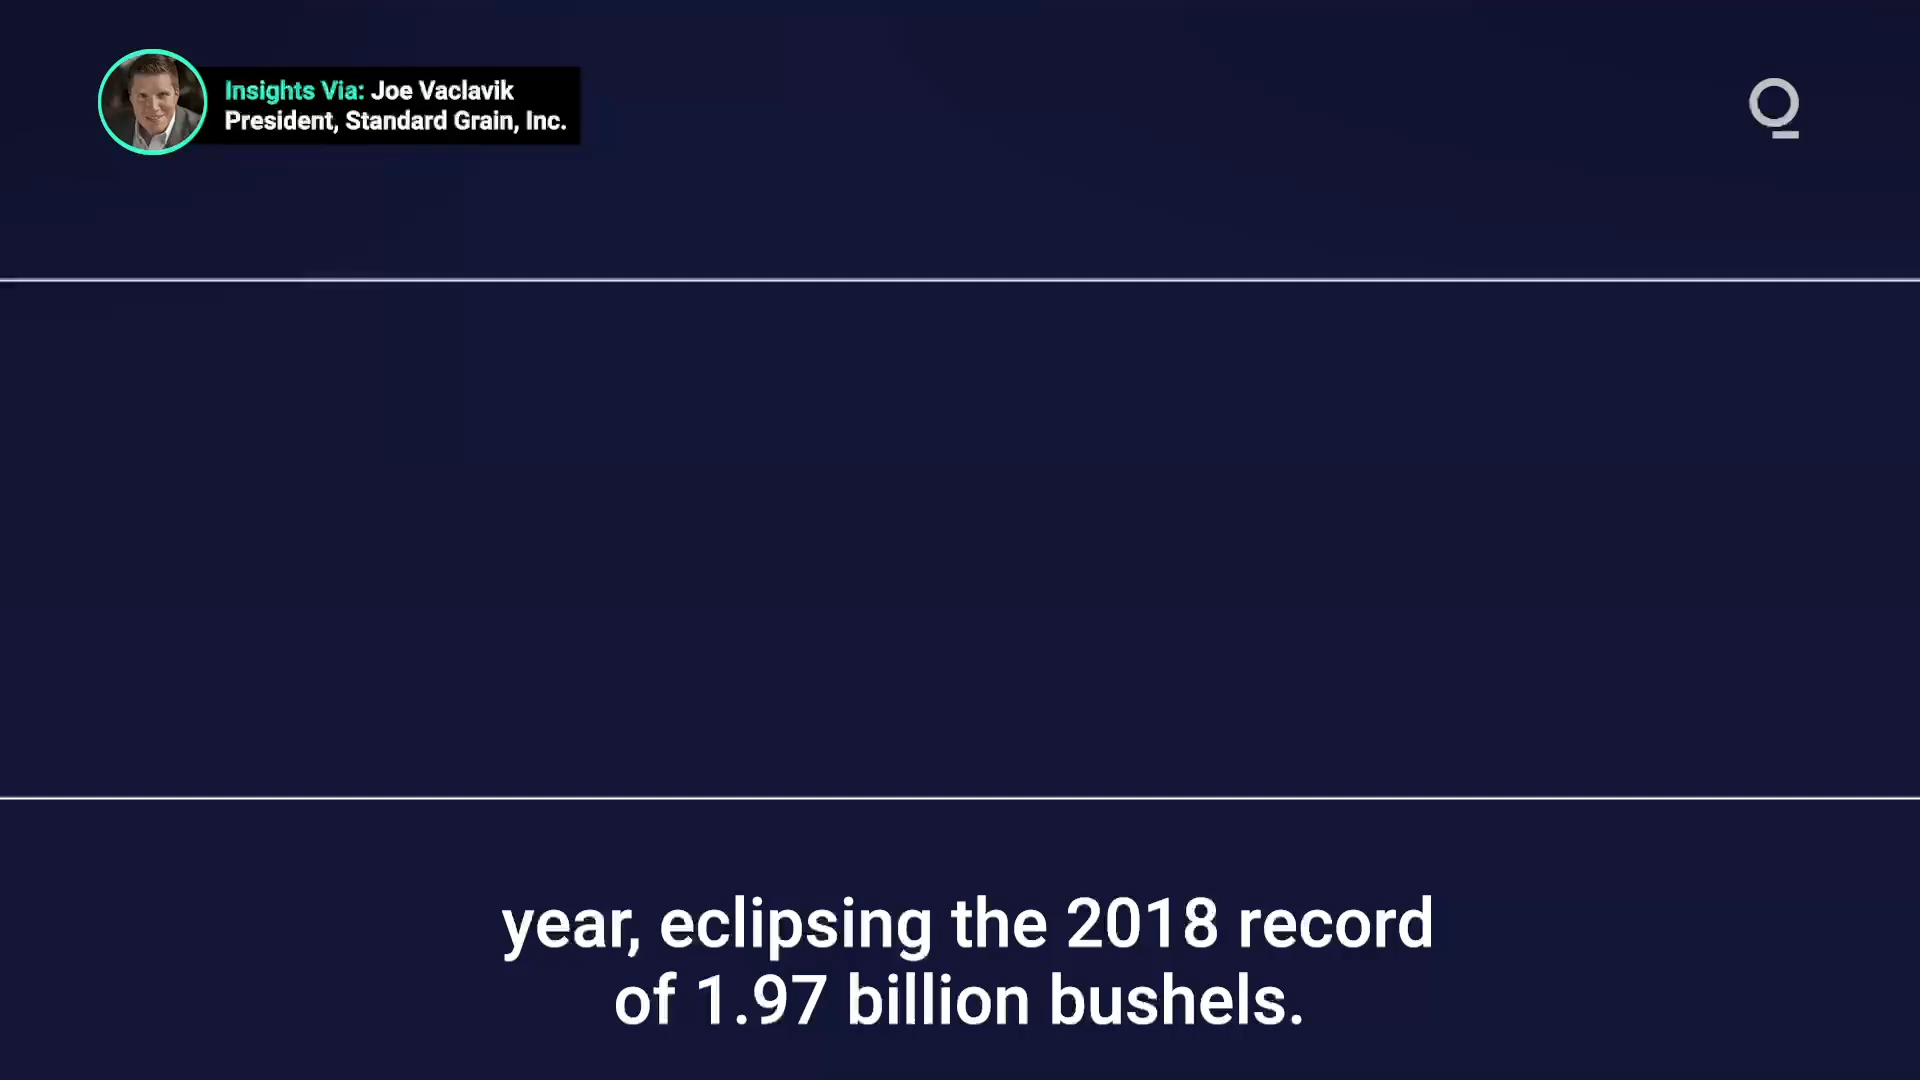 Insights Via: Joe Vaclavik
President, Standard Grain, Inc.
year, eclipsing the 2018 record
of 1.97 billion bushels.